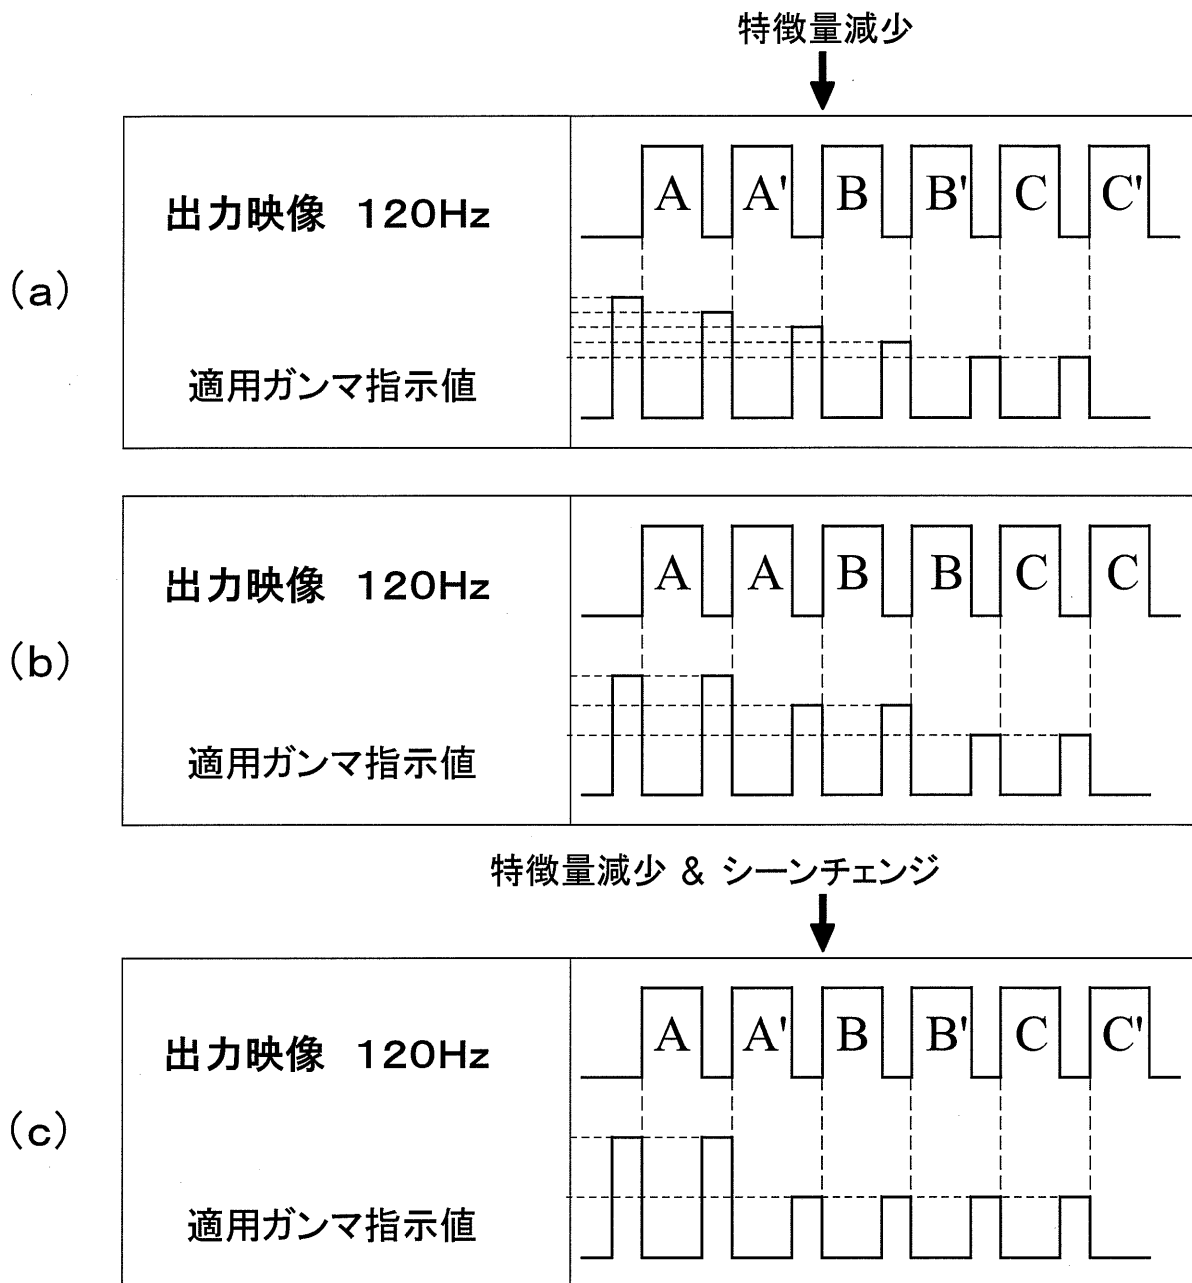 特徴量減少
(a)
出力映像 120Hz
A A' B B' C C'
適用ガンマ指示値
(b)
出力映像 120Hz
A A B B C C
適用ガンマ指示値
特徴量減少 & シーンチェンジ
(c)
出力映像 120Hz
A A' B B' C C'
適用ガンマ指示値